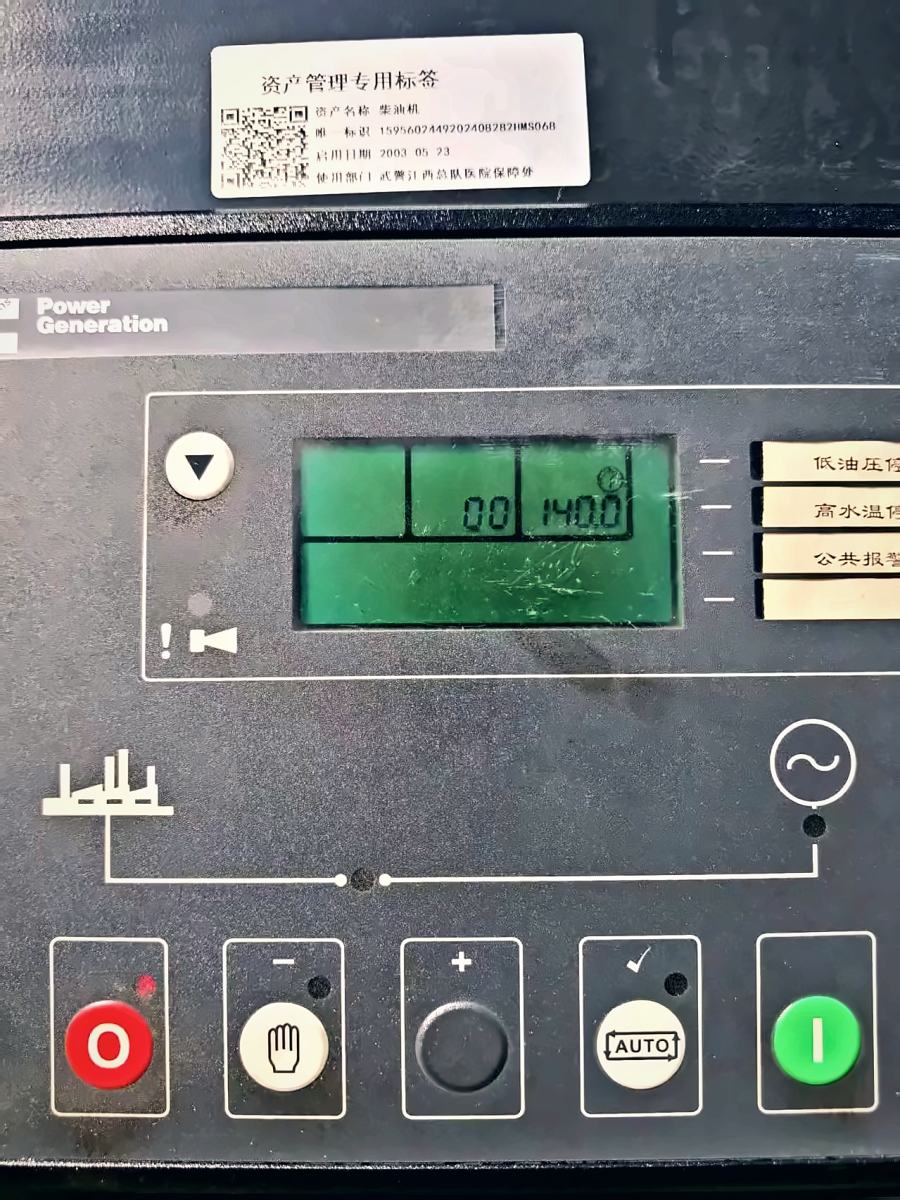 资产管理专用标签
资产名称 柴油机
唯一标识 1595602449202408282HMS068
启用日期 2003 05 23
使用部门 武警江西总队医院保障处
Power
Generation
00 140.0
低油压停
高水温停
公共报警
!
− + ✓
O AUTO I